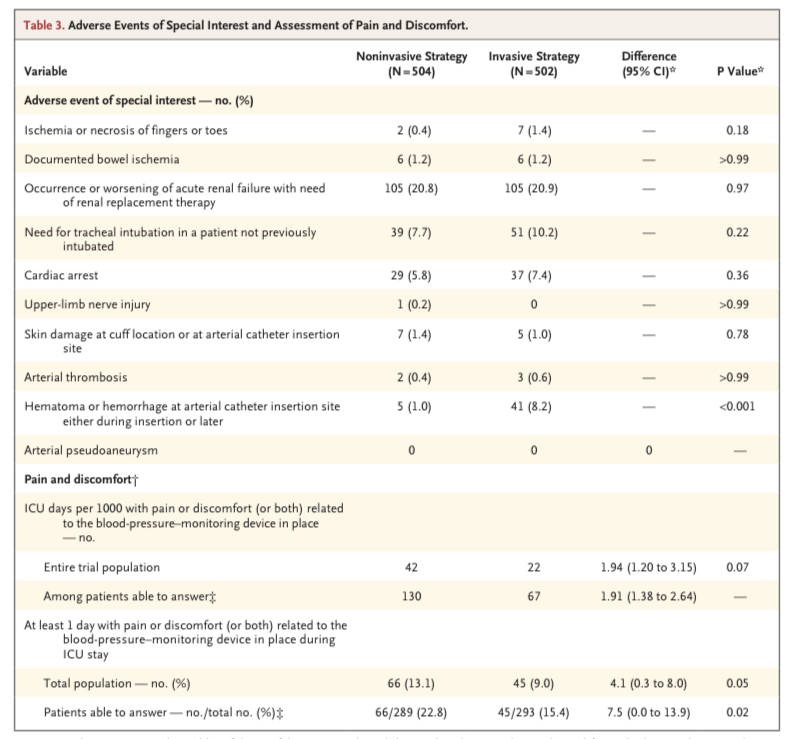 Table 3. Adverse Events of Special Interest and Assessment of Pain and Discomfort.
Variable Noninvasive Strategy (N=504) Invasive Strategy (N=502) Difference (95% CI)* P Value*
Adverse event of special interest — no. (%)
Ischemia or necrosis of fingers or toes 2 (0.4) 7 (1.4) — 0.18
Documented bowel ischemia 6 (1.2) 6 (1.2) — >0.99
Occurrence or worsening of acute renal failure with need 105 (20.8) 105 (20.9) — 0.97
of renal replacement therapy
Need for tracheal intubation in a patient not previously 39 (7.7) 51 (10.2) — 0.22
intubated
Cardiac arrest 29 (5.8) 37 (7.4) — 0.36
Upper-limb nerve injury 1 (0.2) 0 — >0.99
Skin damage at cuff location or at arterial catheter insertion 7 (1.4) 5 (1.0) — 0.78
site
Arterial thrombosis 2 (0.4) 3 (0.6) — >0.99
Hematoma or hemorrhage at arterial catheter insertion site 5 (1.0) 41 (8.2) — <0.001
either during insertion or later
Arterial pseudoaneurysm 0 0 0 —
Pain and discomfort†
ICU days per 1000 with pain or discomfort (or both) related
to the blood-pressure–monitoring device in place
— no.
Entire trial population 42 22 1.94 (1.20 to 3.15) 0.07
Among patients able to answer‡ 130 67 1.91 (1.38 to 2.64) —
At least 1 day with pain or discomfort (or both) related to the
blood-pressure–monitoring device in place during
ICU stay
Total population — no. (%) 66 (13.1) 45 (9.0) 4.1 (0.3 to 8.0) 0.05
Patients able to answer — no./total no. (%)‡ 66/289 (22.8) 45/293 (15.4) 7.5 (0.0 to 13.9) 0.02